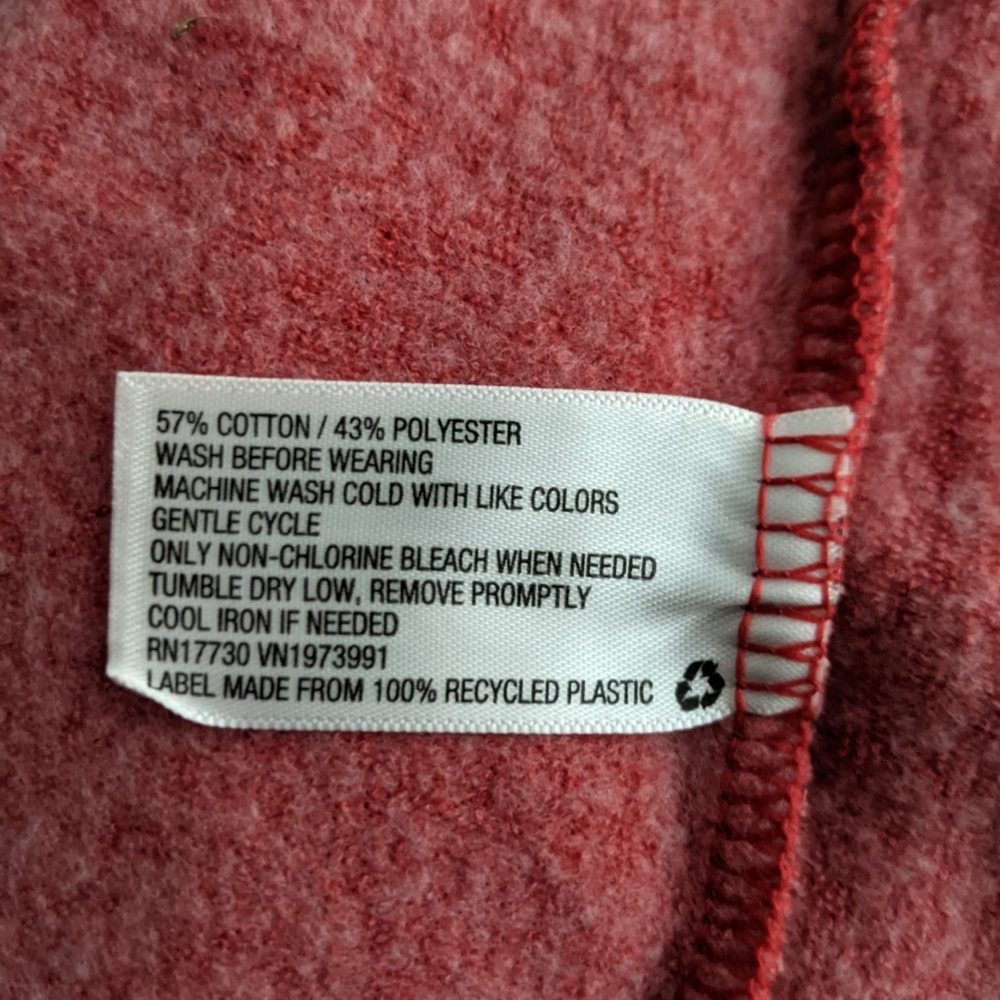 57% COTTON / 43% POLYESTER
WASH BEFORE WEARING
MACHINE WASH COLD WITH LIKE COLORS
GENTLE CYCLE
ONLY NON-CHLORINE BLEACH WHEN NEEDED
TUMBLE DRY LOW, REMOVE PROMPTLY
COOL IRON IF NEEDED
RN17730 VN1973991
LABEL MADE FROM 100% RECYCLED PLASTIC